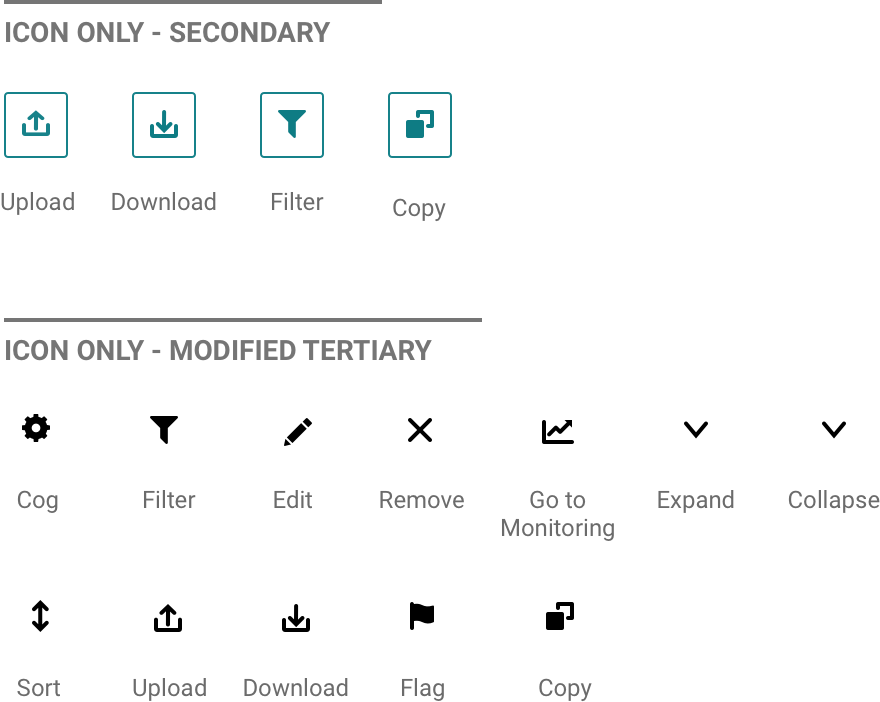 ICON ONLY - SECONDARY
Upload Download Filter Copy
ICON ONLY - MODIFIED TERTIARY
Cog Filter Edit Remove Go to Monitoring Expand Collapse
Sort Upload Download Flag Copy